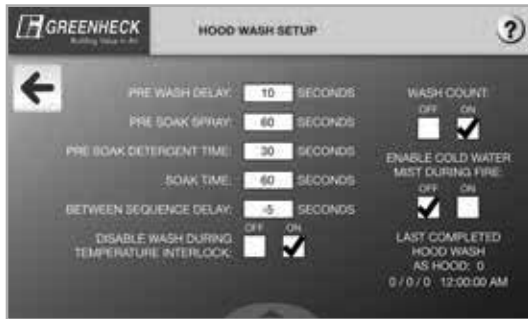 GREENHECK
Building Value in Air.
HOOD WASH SETUP
?
PRE WASH DELAY: 10 SECONDS
PRE SOAK SPRAY: 60 SECONDS
PRE SOAK DETERGENT TIME: 30 SECONDS
SOAK TIME: 60 SECONDS
BETWEEN SEQUENCE DELAY: -5 SECONDS
OFF ON
DISABLE WASH DURING
TEMPERATURE INTERLOCK:
WASH COUNT:
OFF ON
ENABLE COLD WATER
MIST DURING FIRE:
OFF ON
LAST COMPLETED
HOOD WASH
AS HOOD: 0
0 / 0 / 0 12:00:00 AM